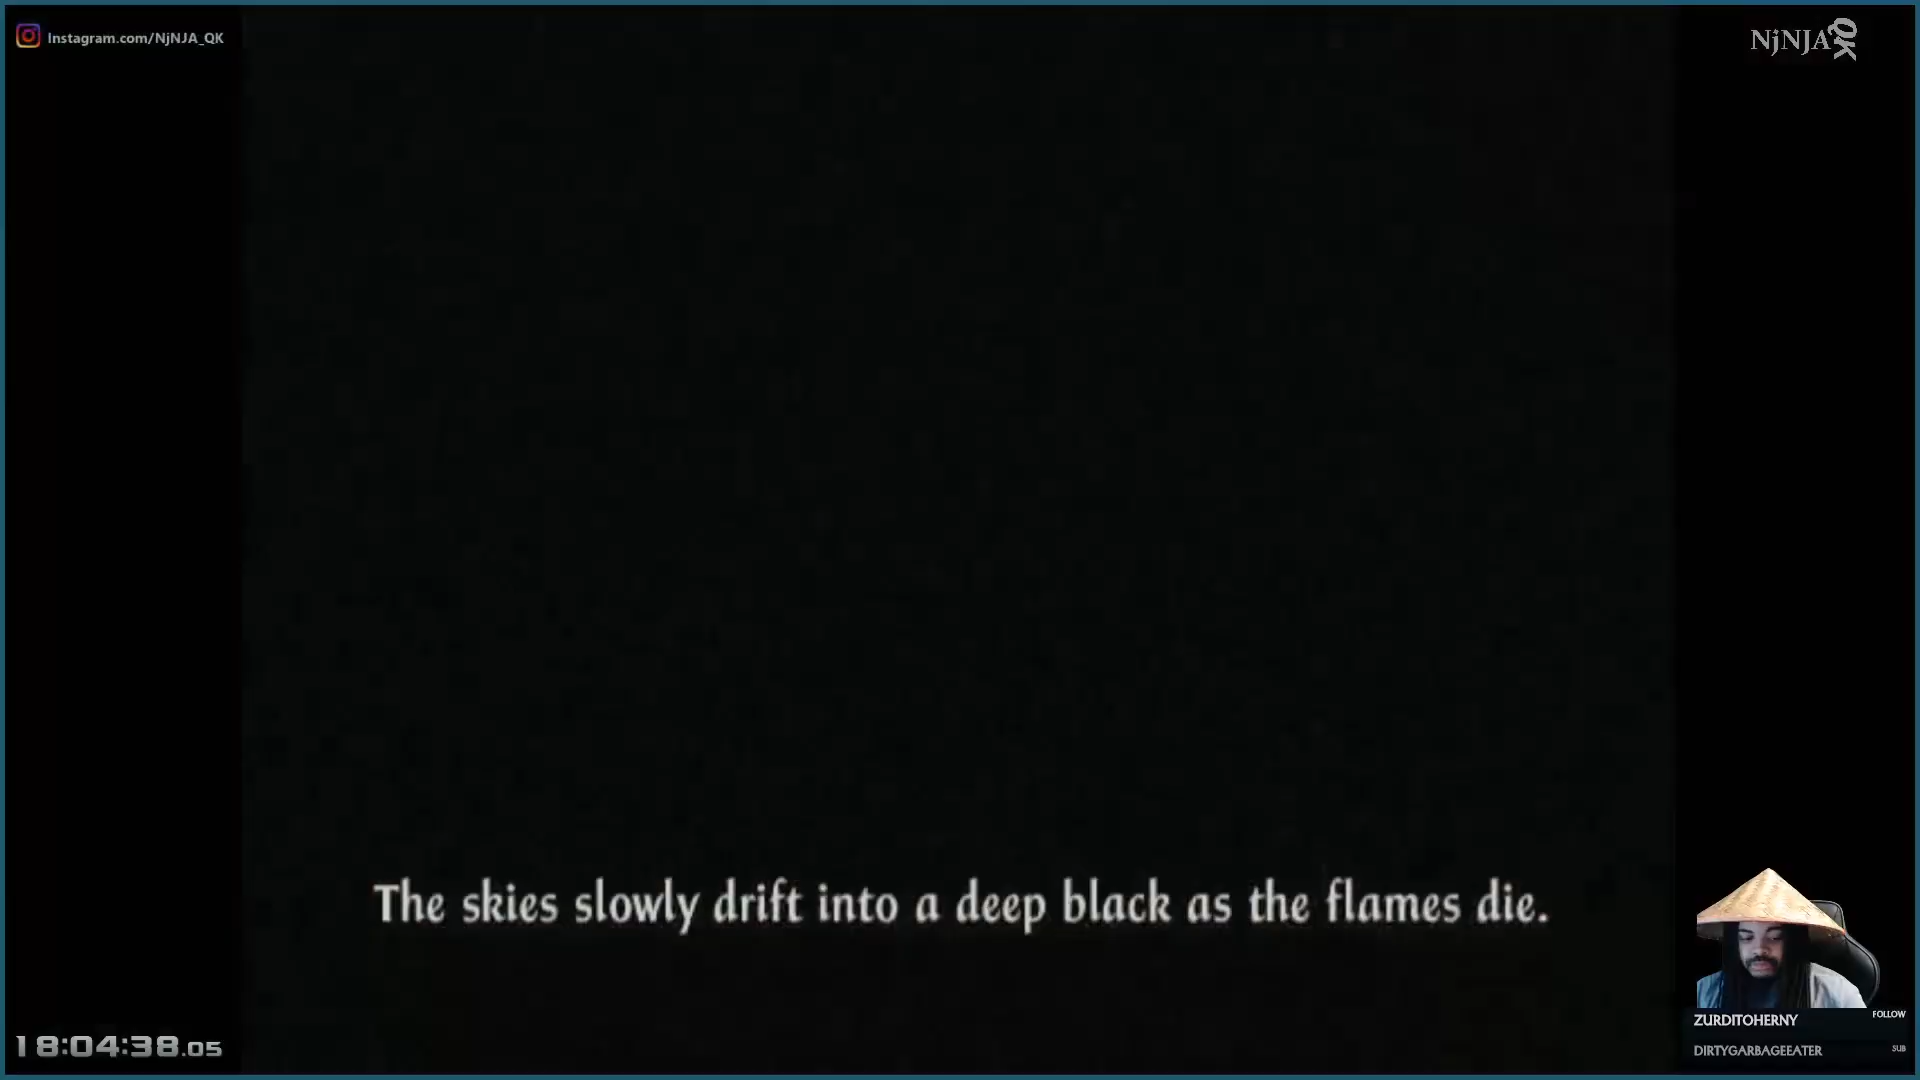 Instagram.com/NjNJA_QK
NjNJA QK
The skies slowly drift into a deep black as the flames die.
18:04:38.05
ZURDITOHERNY FOLLOW
DIRTYGARBAGEEATER SUB